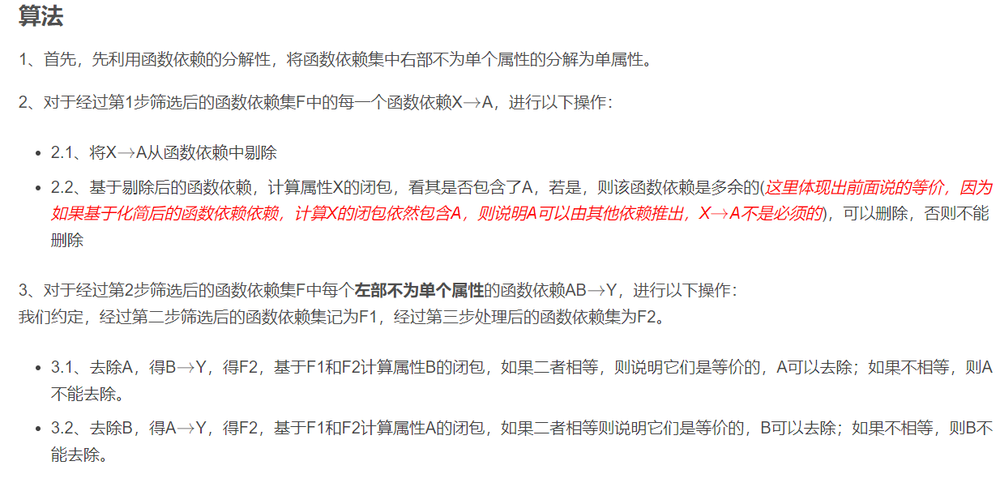 算法
1、首先，先利用函数依赖的分解性，将函数依赖集中右部不为单个属性的分解为单属性。
2、对于经过第1步筛选后的函数依赖集F中的每一个函数依赖X→A，进行以下操作：
• 2.1、将X→A从函数依赖中剔除
• 2.2、基于剔除后的函数依赖，计算属性X的闭包，看其是否包含了A，若是，则该函数依赖是多余的(这里体现出前面说的等价，因为
如果基于化简后的函数依赖依赖，计算X的闭包依然包含A，则说明A可以由其他依赖推出，X→A不是必须的)，可以删除，否则不能
删除
3、对于经过第2步筛选后的函数依赖集F中每个左部不为单个属性的函数依赖AB→Y，进行以下操作：
我们约定，经过第二步筛选后的函数依赖集记为F1，经过第三步处理后的函数依赖集为F2。
• 3.1、去除A，得B→Y，得F2，基于F1和F2计算属性B的闭包，如果二者相等，则说明它们是等价的，A可以去除；如果不相等，则A
不能去除。
• 3.2、去除B，得A→Y，得F2，基于F1和F2计算属性A的闭包，如果二者相等则说明它们是等价的，B可以去除；如果不相等，则B不
能去除。